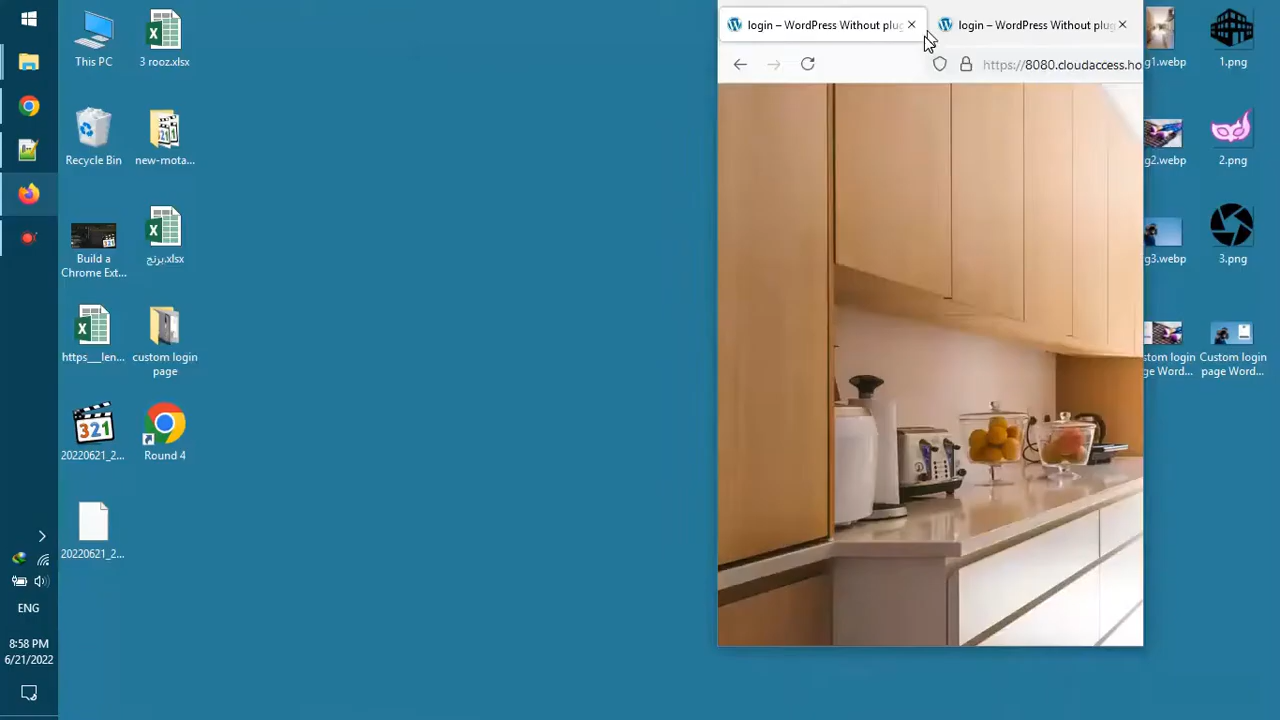 This PC
3 rooz.xlsx
Recycle Bin
new-mota...
Build a
Chrome Ext...
برنج.xlsx
https__len...
custom login
page
20220621_2...
Round 4
20220621_2...
ENG
8:58 PM
6/21/2022
login – WordPress Without plug
login – WordPress Without plug
https://8080.cloudaccess.ho
g1.webp
1.png
g2.webp
2.png
g3.webp
3.png
stom login
ge Word...
Custom login
page Word...